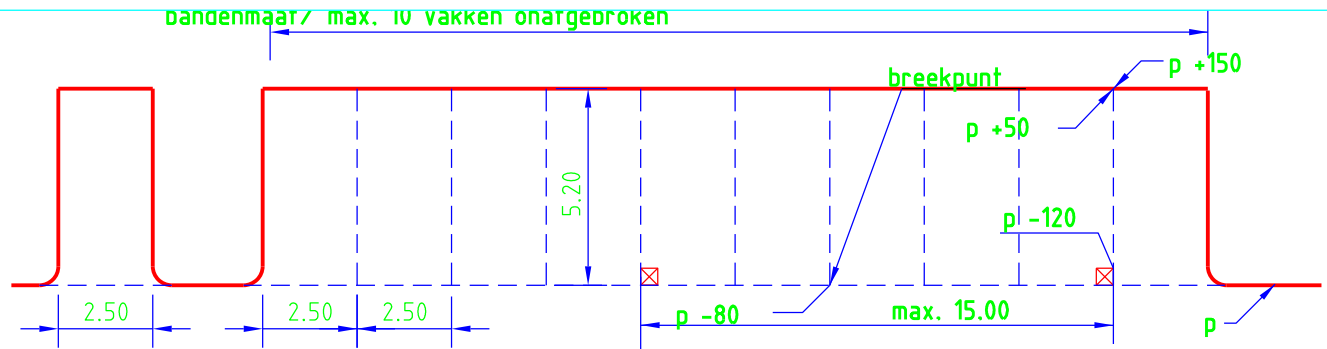 bandenmaat/ max. 10 vakken onafgebroken
breekpunt
p +150
p +50
5.20
p -120
2.50
2.50
2.50
p -80
max. 15.00
p